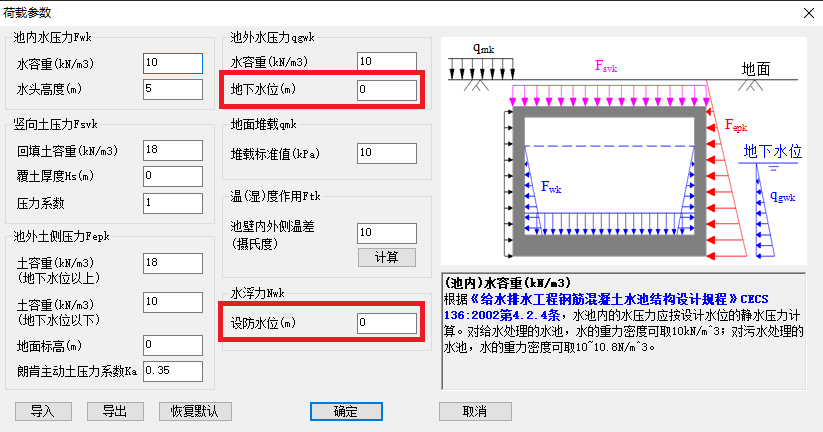 荷载参数
池内水压力Fwk
水容重(kN/m3)
10
水头高度(m)
5
竖向土压力Fsvk
回填土容重(kN/m3)
18
覆土厚度Hs(m)
0
压力系数
1
池外土侧压力Fepk
土容重(kN/m3)
(地下水位以上)
18
土容重(kN/m3)
(地下水位以下)
10
地面标高(m)
0
朗肯主动土压力系数Ka
0.35
池外水压力qgwk
水容重(kN/m3)
10
地下水位(m)
0
地面堆载qmk
堆载标准值(kPa)
10
温(湿)度作用Ftk
池壁内外侧温差
(摄氏度)
10
计算
水浮力Nwk
设防水位(m)
0
qmk
Fsvk
地面
Fepk
地下水位
Fwk
qgwk
(池内)水容重(kN/m3)
根据《给水排水工程钢筋混凝土水池结构设计规程》CECS
136:2002第4.2.4条，水池内的水压力应按设计水位的静水压力计
算。对给水处理的水池，水的重力密度可取10kN/m^3；对污水处理的
水池，水的重力密度可取10~10.8N/m^3。
导入
导出
恢复默认
确定
取消